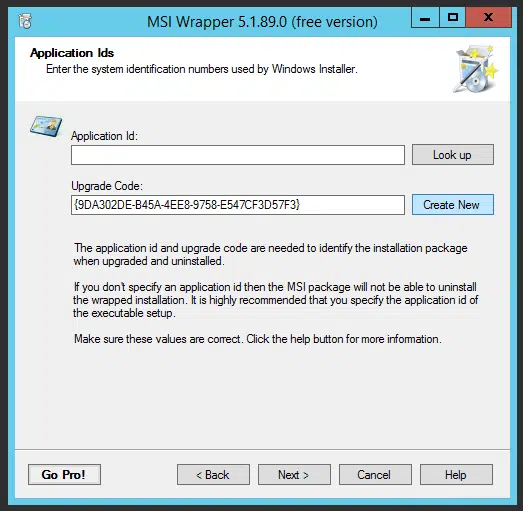 MSI Wrapper 5.1.89.0 (free version)
Application Ids
Enter the system identification numbers used by Windows Installer.
Application Id:
Look up
Upgrade Code:
{9DA302DE-B45A-4EE8-9758-E547CF3D57F3}
Create New
The application id and upgrade code are needed to identify the installation package
when upgraded and uninstalled.
If you don't specify an application id then the MSI package will not be able to uninstall
the wrapped installation. It is highly recommended that you specify the application id of
the executable setup.
Make sure these values are correct. Click the help button for more information.
Go Pro!
< Back
Next >
Cancel
Help